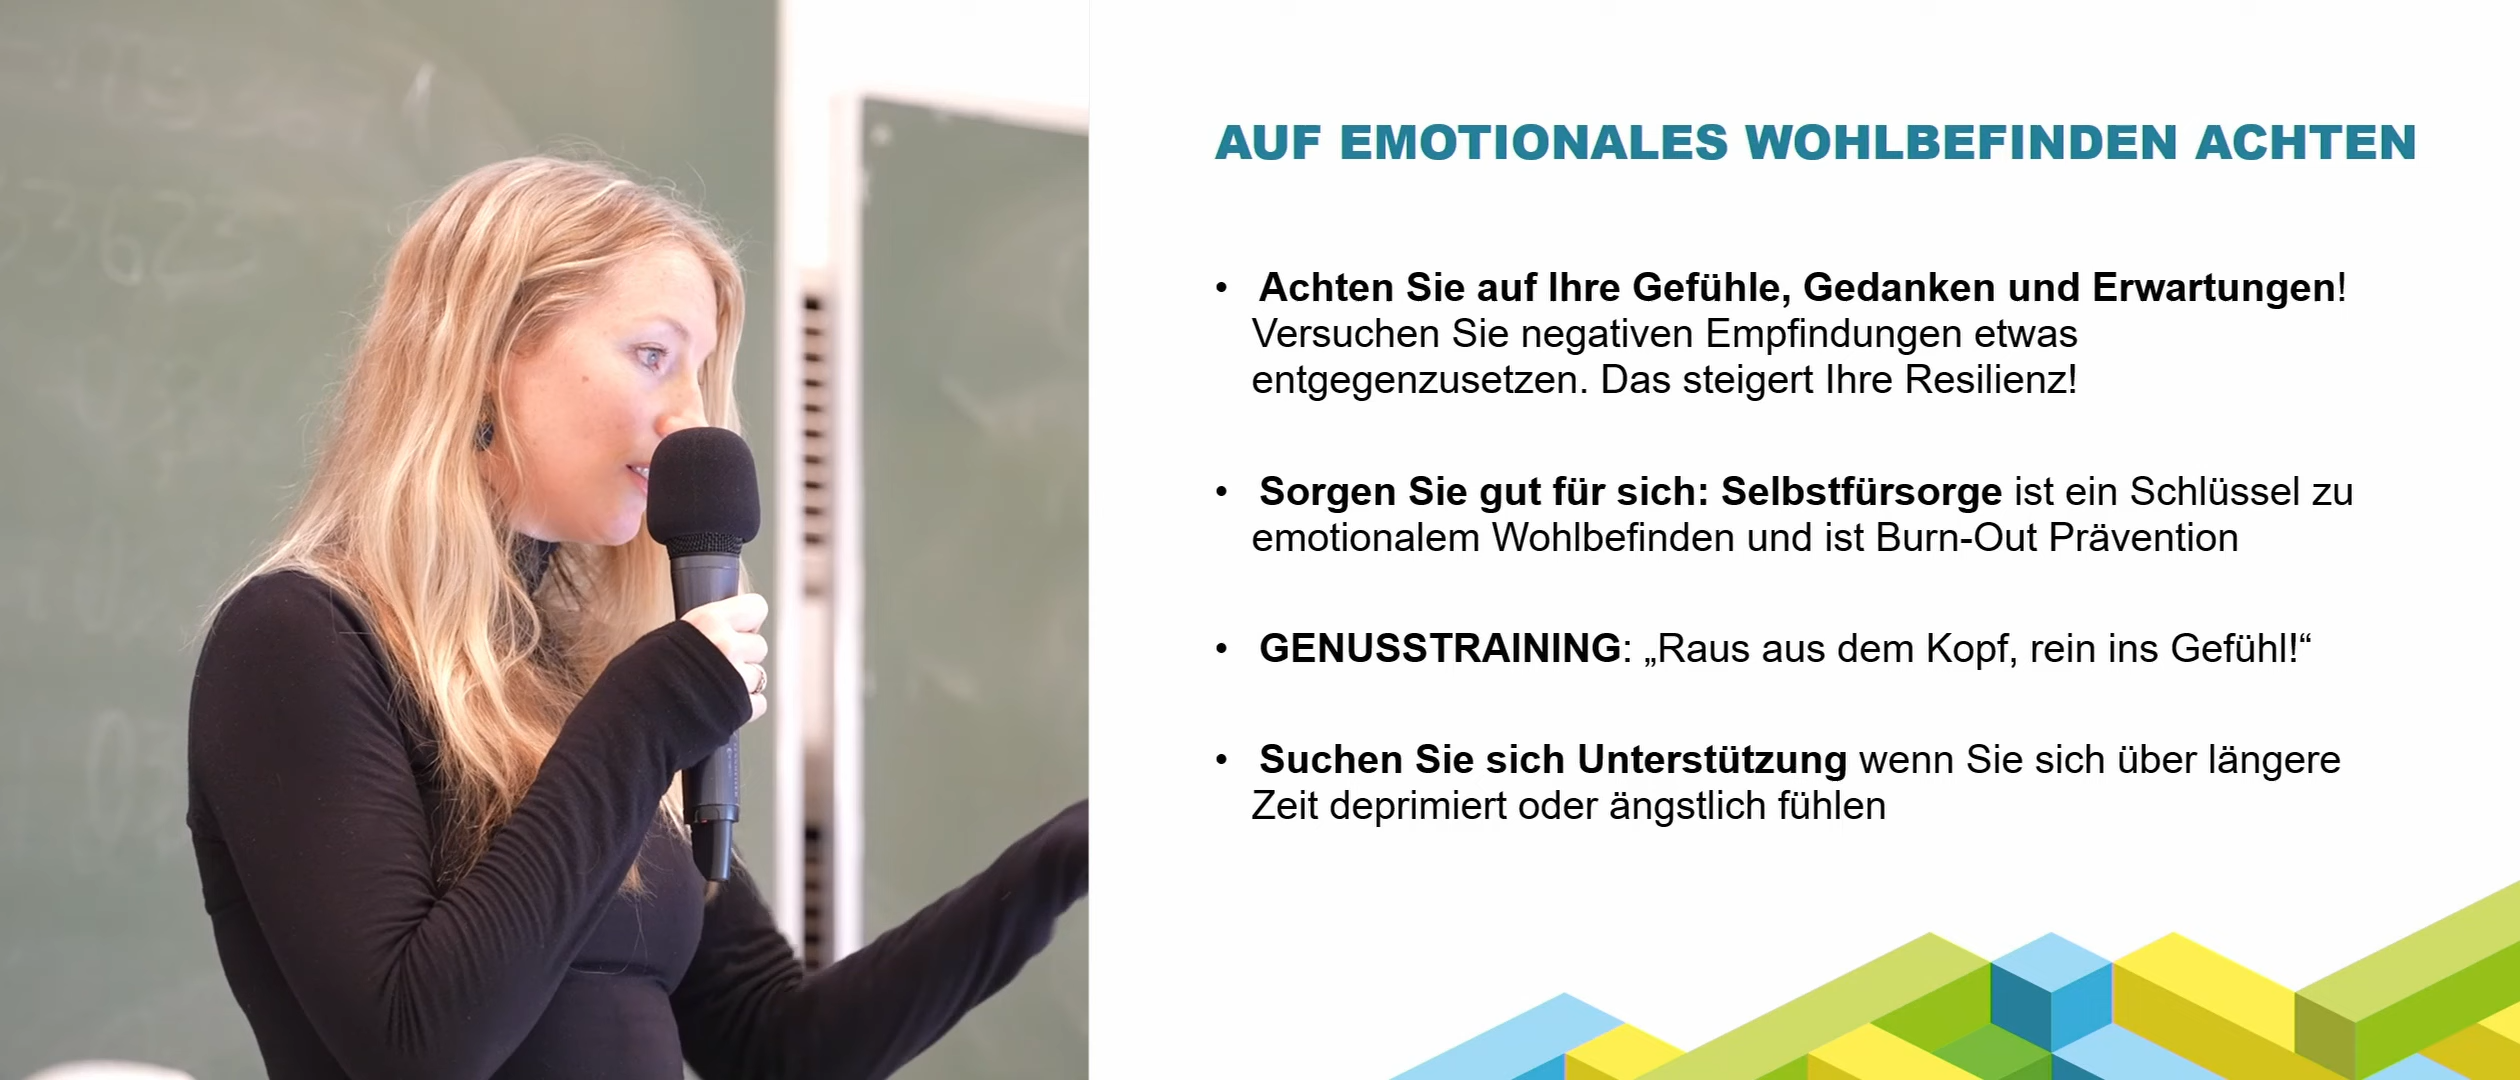 AUF EMOTIONALES WOHLBEFINDEN ACHTEN
• Achten Sie auf Ihre Gefühle, Gedanken und Erwartungen!
Versuchen Sie negativen Empfindungen etwas
entgegenzusetzen. Das steigert Ihre Resilienz!
• Sorgen Sie gut für sich: Selbstfürsorge ist ein Schlüssel zu
emotionalem Wohlbefinden und ist Burn-Out Prävention
• GENUSSTRAINING: „Raus aus dem Kopf, rein ins Gefühl!“
• Suchen Sie sich Unterstützung wenn Sie sich über längere
Zeit deprimiert oder ängstlich fühlen